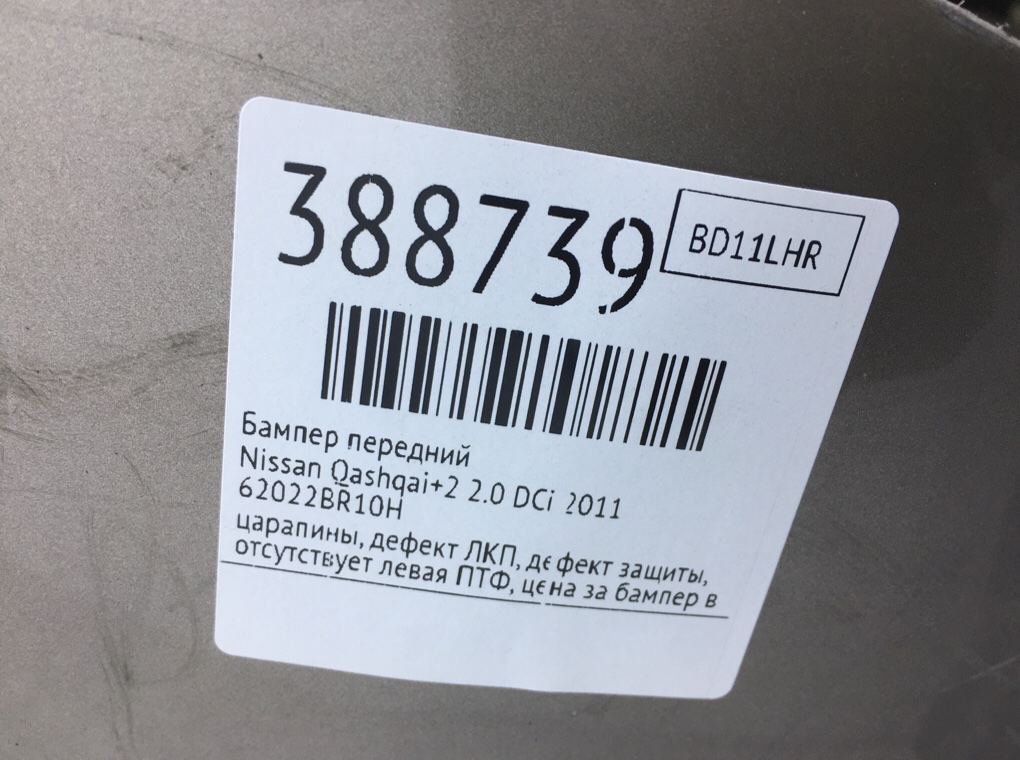 388739
BD11LHR
Бампер передний
Nissan Qashqai+2 2.0 DCi 2011
62022BR10H
царапины, дефект ЛКП, дефект защиты,
отсутствует левая ПТФ, цена за бампер в